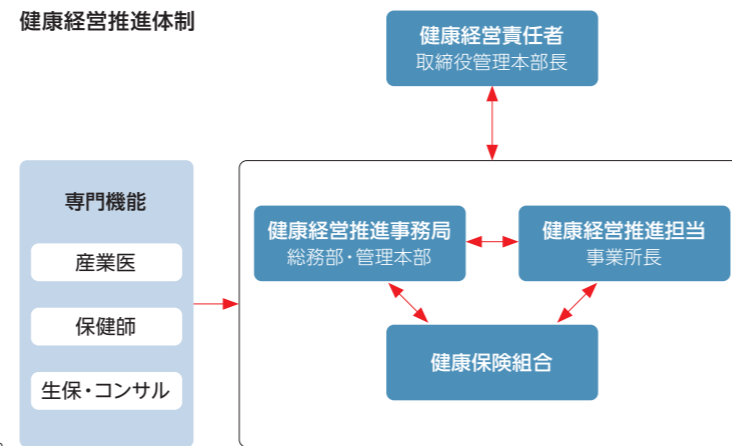 健康経営推進体制
健康経営責任者
取締役管理本部長
専門機能
産業医
保健師
生保・コンサル
健康経営推進事務局
総務部・管理本部
健康経営推進担当
事業所長
健康保険組合